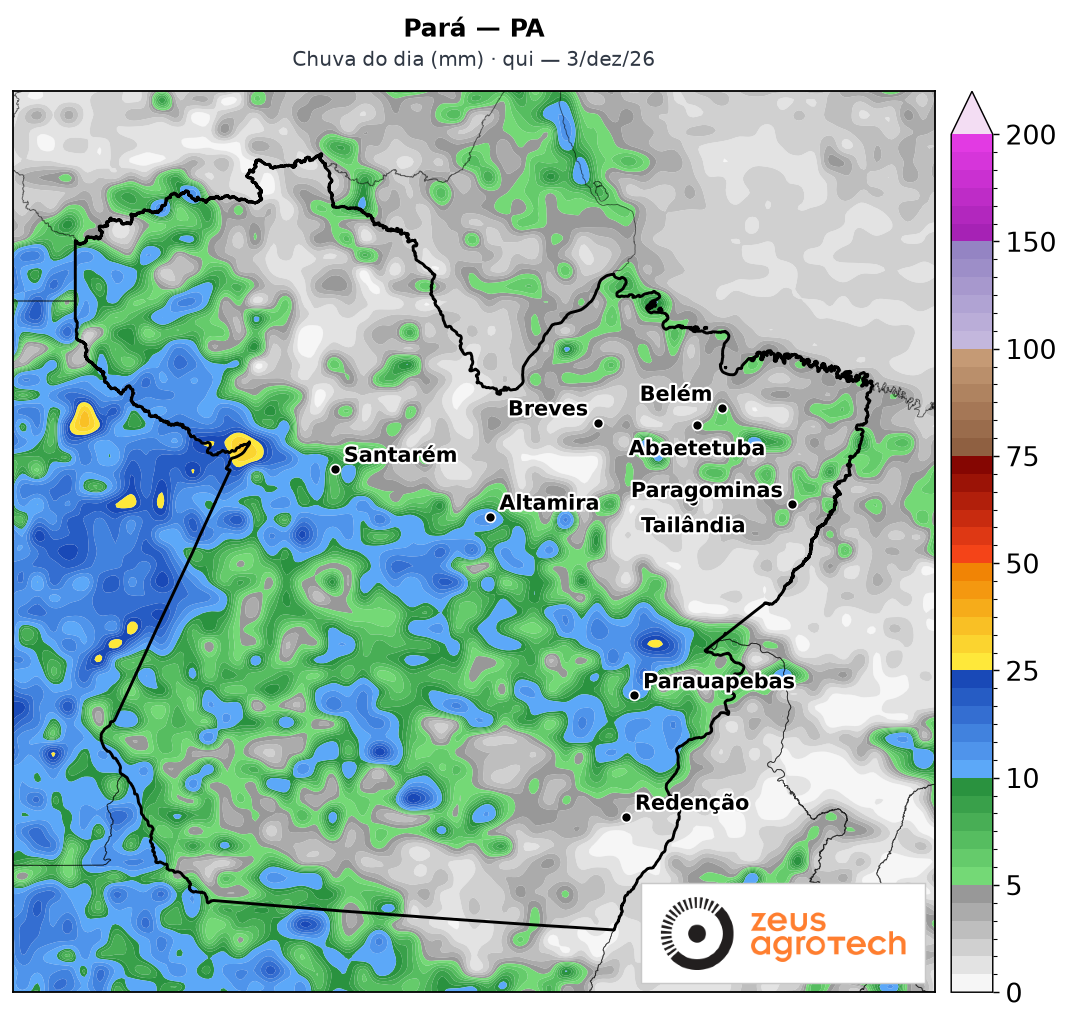 Pará — PA
Chuva do dia (mm) · qui — 3/dez/26
200
150
100
75
50
25
10
5
0
Belém
Breves
Abaetetuba
Santarém
Paragominas
Altamira
Tailândia
Parauapebas
Redenção
zeus
agrotech